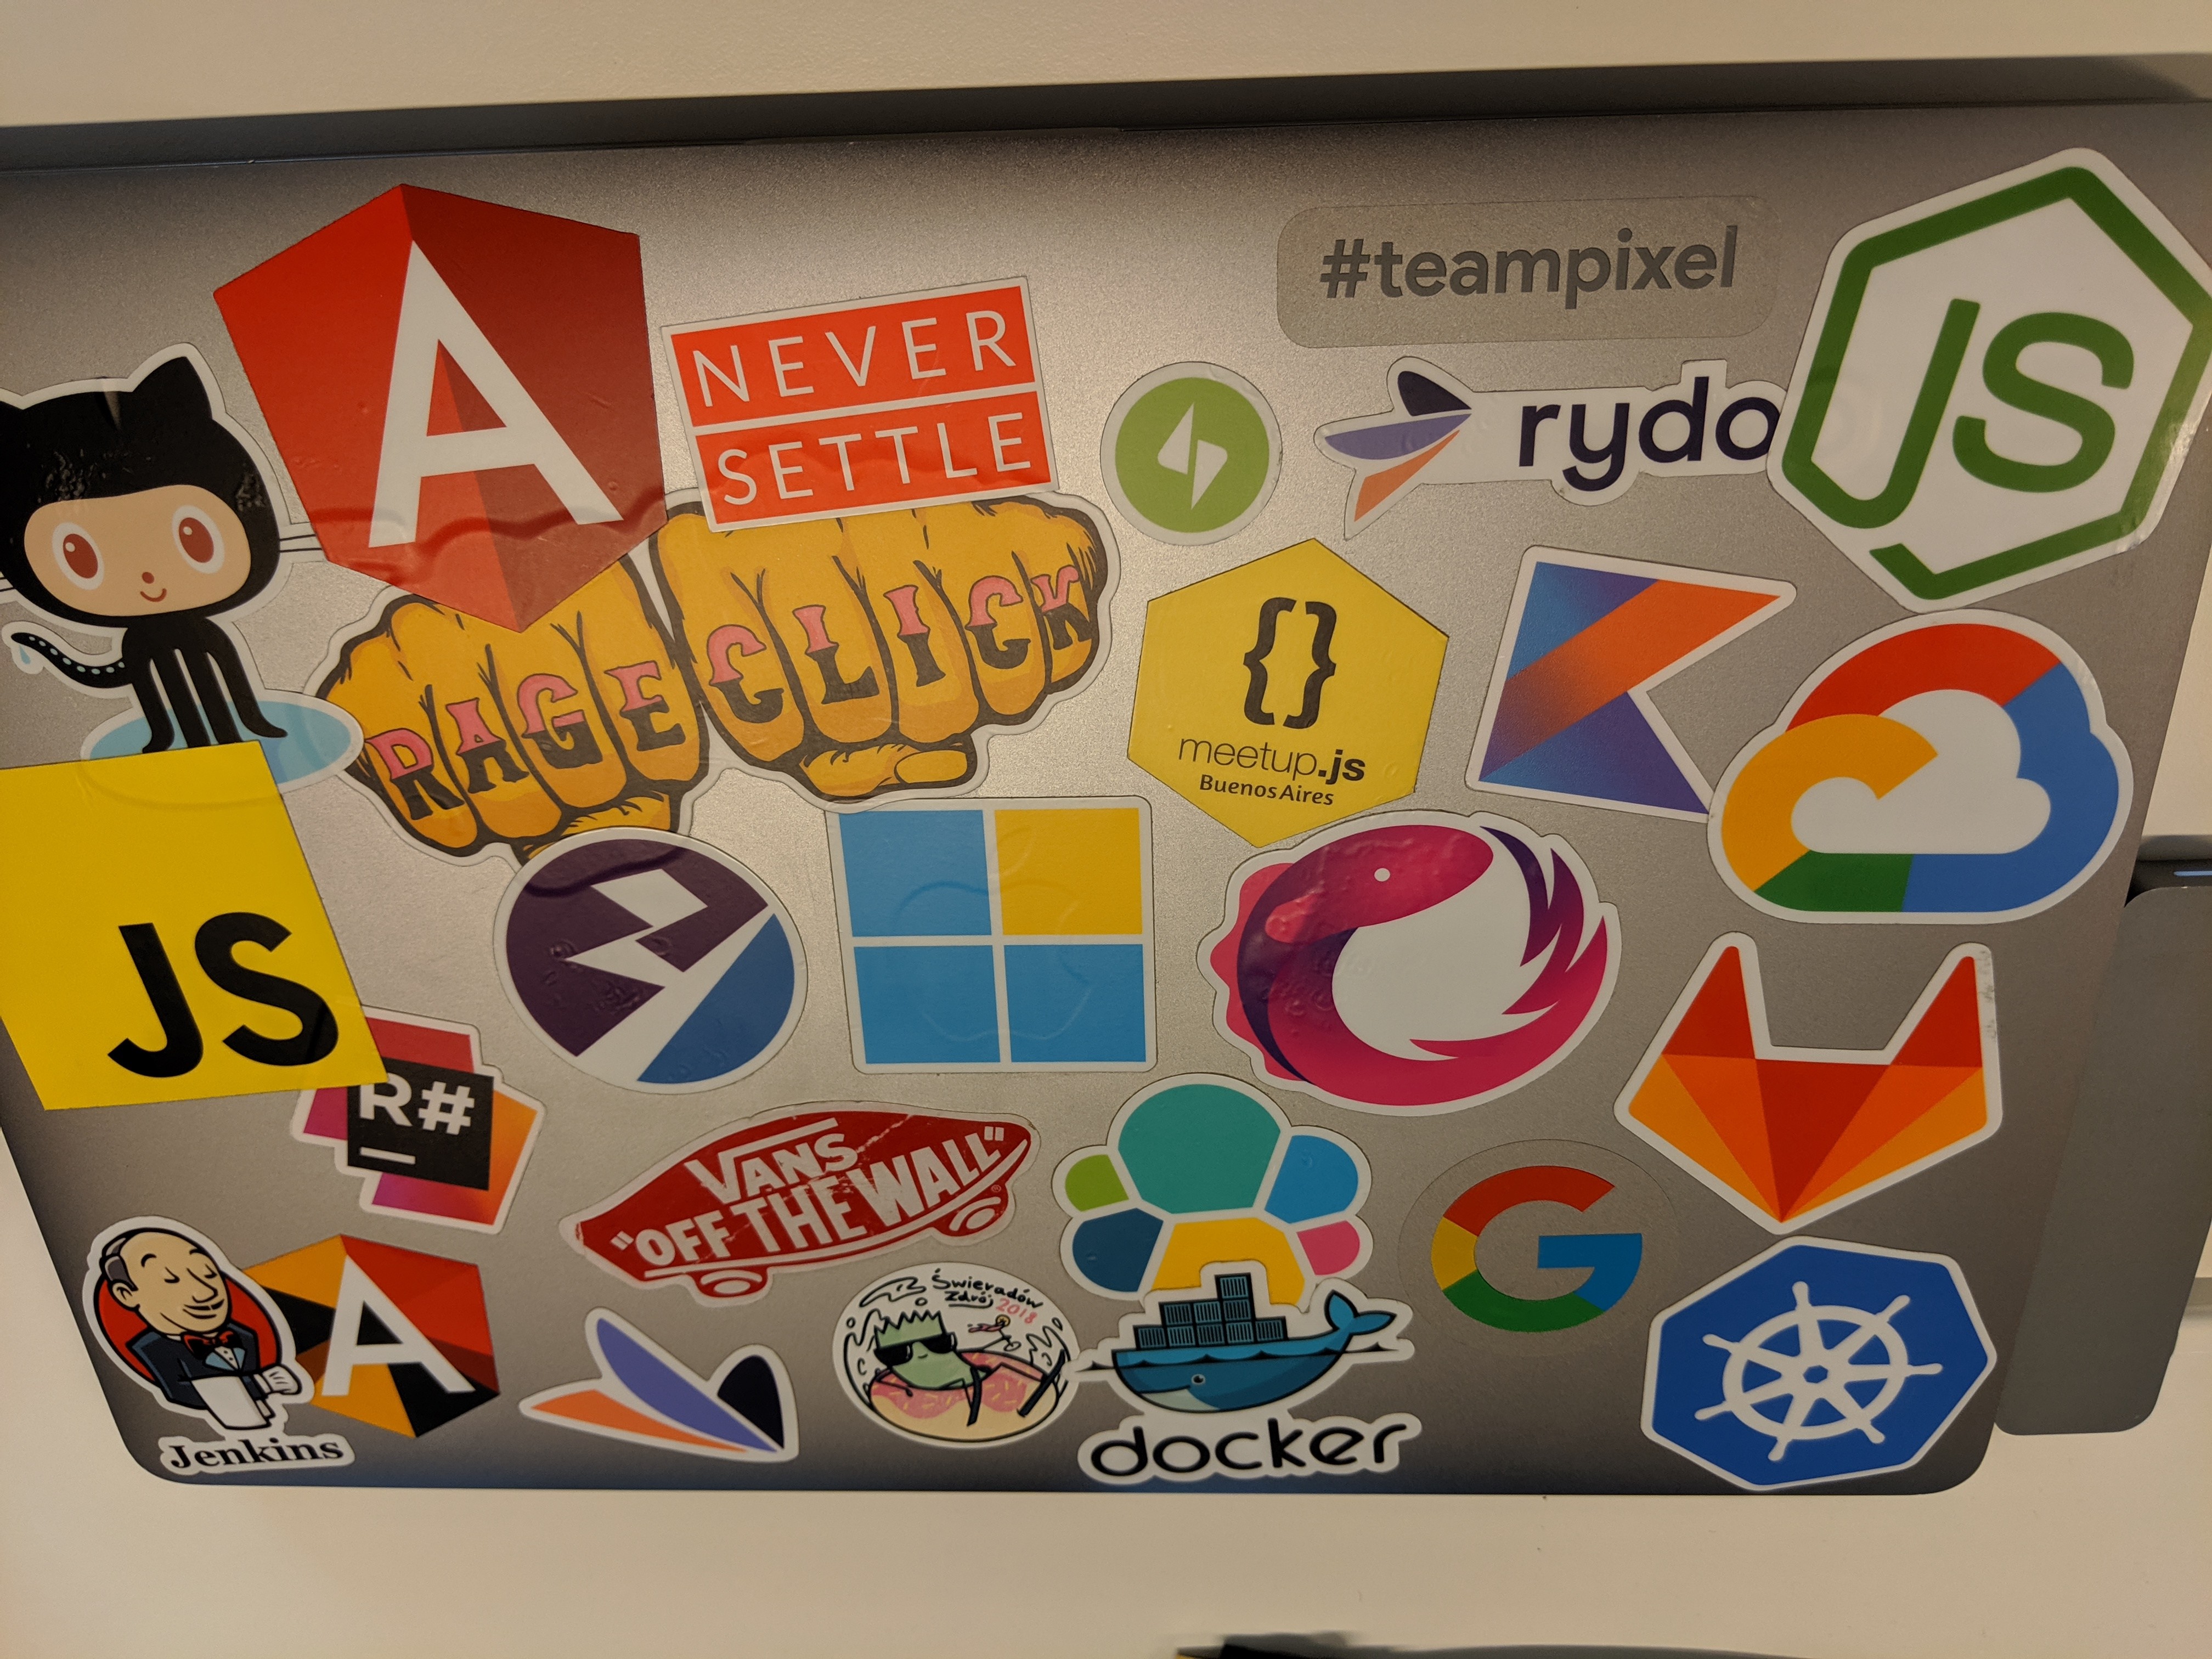 #teampixel
A
NEVER
SETTLE
rydo
JS
RAGE CLICK
{}
meetup.js
Buenos Aires
JS
R#
VANS
"OFF THE WALL"
®
G
Świeradów
Zdrój 2018
A
Jenkins
docker